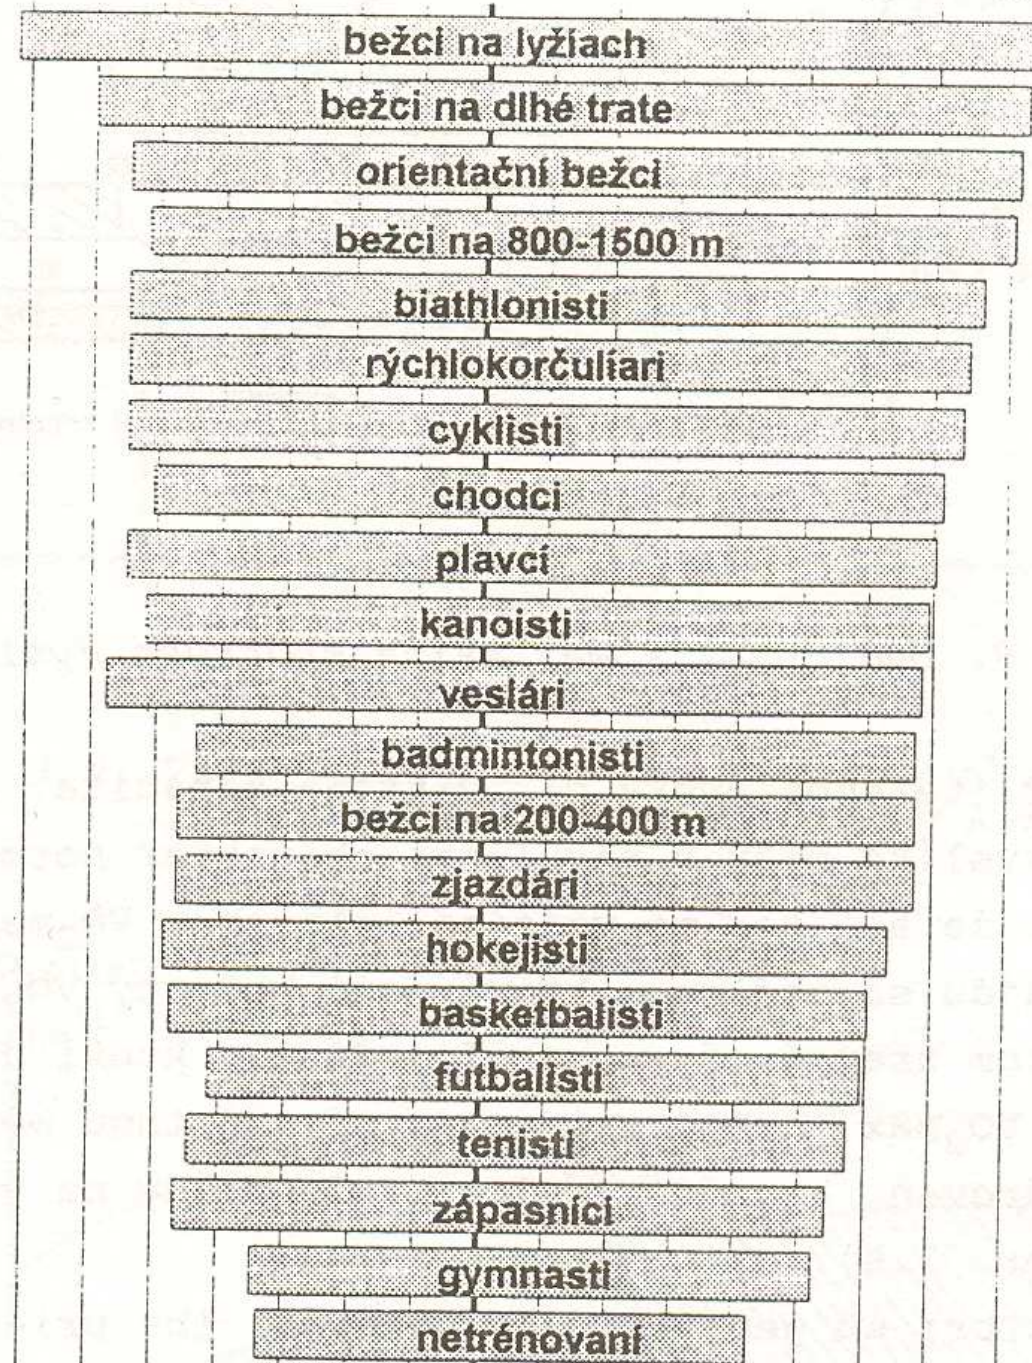 bežci na lyžiach
bežci na dlhé trate
orientační bežci
bežci na 800-1500 m
biathlonisti
rýchlokorčuliari
cyklisti
chodci
plavci
kanoisti
veslári
badmintonisti
bežci na 200-400 m
zjazdári
hokejisti
basketbalisti
futbalisti
tenisti
zápasníci
gymnasti
netrénovaní